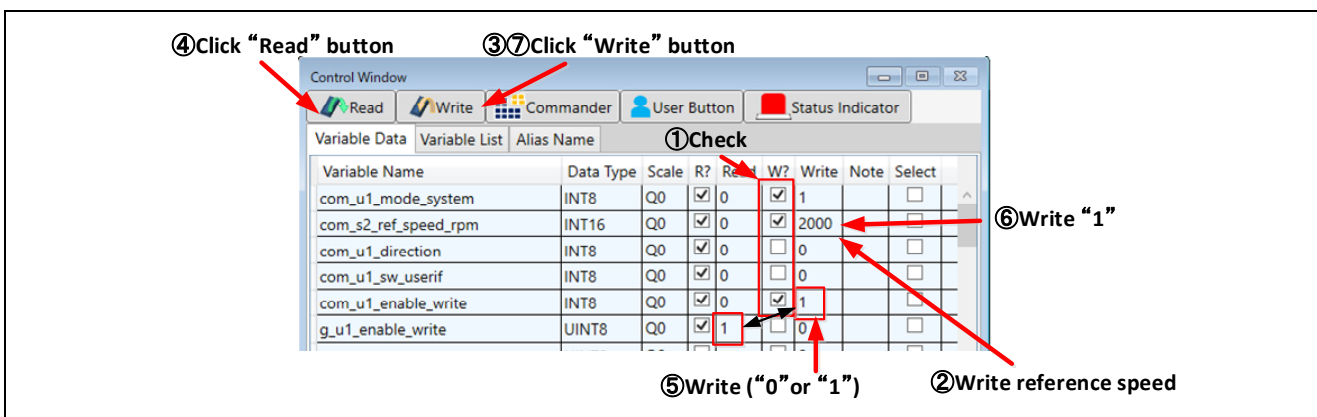 ④Click “Read” button ③⑦Click “Write” button
Control Window
Read Write Commander User Button Status Indicator
Variable Data Variable List Alias Name
①Check
Variable Name Data Type Scale R? Read W? Write Note Select
com_u1_mode_system INT8 Q0 0 1
com_s2_ref_speed_rpm INT16 Q0 0 2000
⑥Write “1”
com_u1_direction INT8 Q0 0 0
com_u1_sw_userif INT8 Q0 0 0
com_u1_enable_write INT8 Q0 0 1
g_u1_enable_write UINT8 Q0 1 0
⑤Write (“0”or “1”) ②Write reference speed